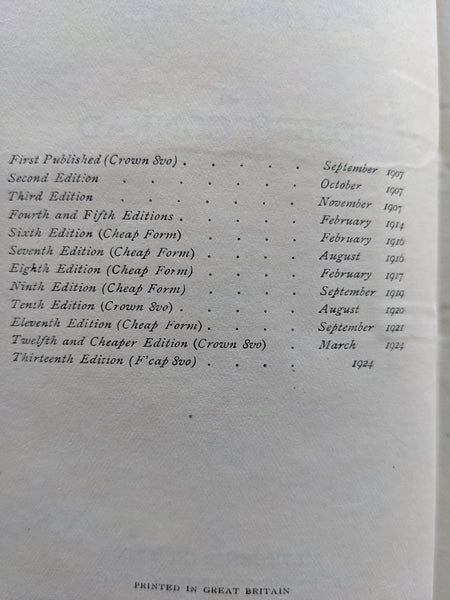 First Published (Crown 8vo) . . . . . September 1907
Second Edition . . . . . . October 1907
Third Edition . . . . . . November 1907
Fourth and Fifth Editions . . . . . February 1914
Sixth Edition (Cheap Form) . . . . February 1916
Seventh Edition (Cheap Form) . . . . August 1916
Eighth Edition (Cheap Form) . . . . February 1917
Ninth Edition (Cheap Form) . . . . September 1919
Tenth Edition (Crown 8vo) . . . . . August 1920
Eleventh Edition (Cheap Form) . . . . September 1921
Twelfth and Cheaper Edition (Crown 8vo) . . March 1924
Thirteenth Edition (F'cap 8vo) . . . . 1924
PRINTED IN GREAT BRITAIN